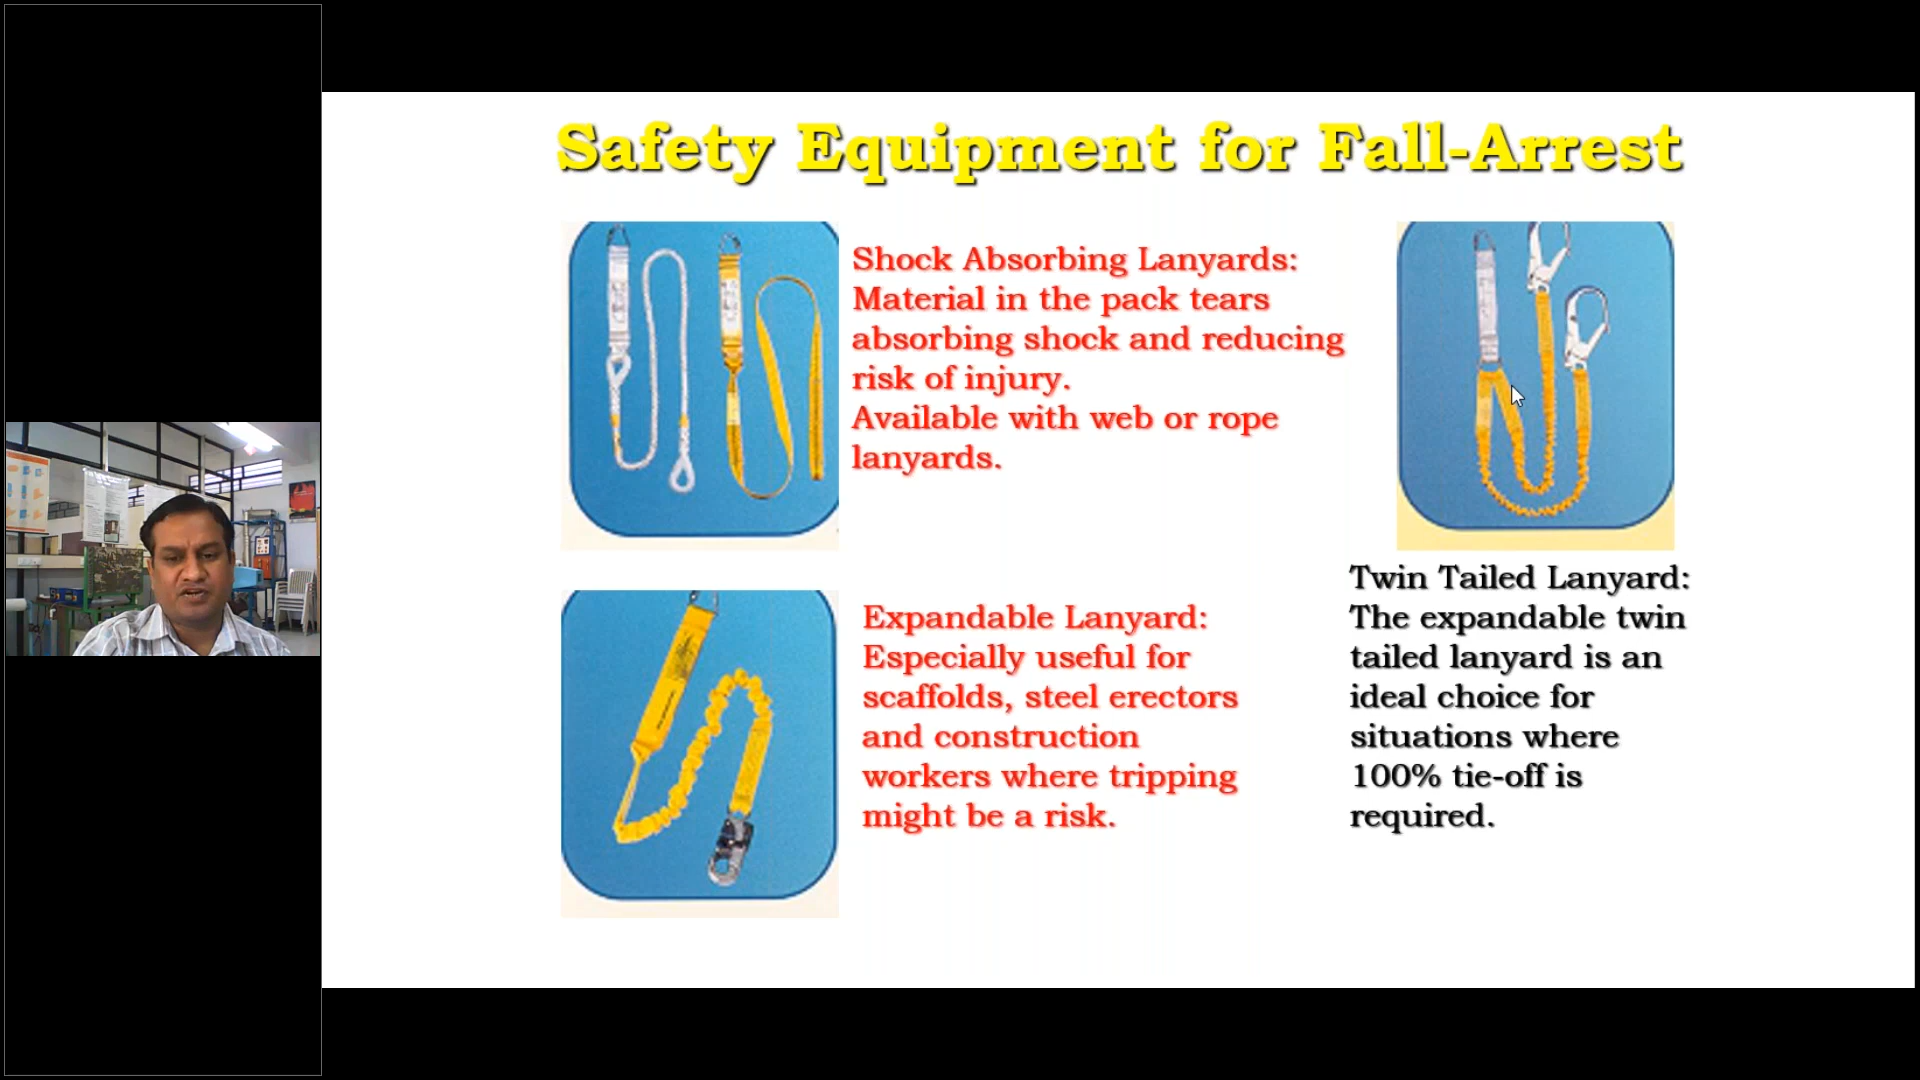 Safety Equipment for Fall-Arrest
Shock Absorbing Lanyards:
Material in the pack tears
absorbing shock and reducing
risk of injury.
Available with web or rope
lanyards.
Expandable Lanyard:
Especially useful for
scaffolds, steel erectors
and construction
workers where tripping
might be a risk.
Twin Tailed Lanyard:
The expandable twin
tailed lanyard is an
ideal choice for
situations where
100% tie-off is
required.